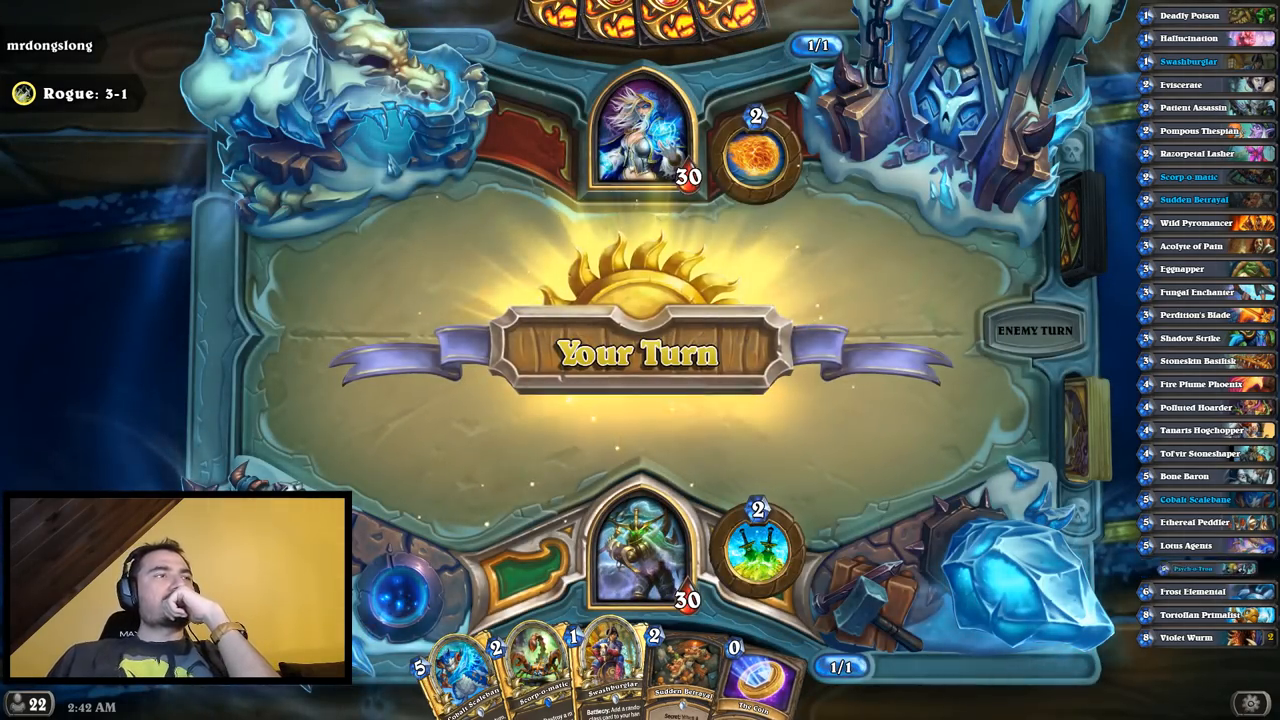 mrdongslong
Rogue: 3-1
1/1
2
30
Your Turn
ENEMY TURN
2
30
5
2
1
2
0
Cobalt Scaleban
Scorp-o-matic
Swashburglar
Sudden Betrayal
The Coin
1/1
22
2:42 AM
1 Deadly Poison
1 Hallucination
1 Swashburglar
2 Eviscerate
2 Patient Assassin
2 Pompous Thespian
2 Razorpetal Lasher
2 Scorp-o-matic
2 Sudden Betrayal
2 Wild Pyromancer
3 Acolyte of Pain
3 Eggnapper
3 Fungal Enchanter
3 Perdition's Blade
3 Shadow Strike
3 Stoneskin Basilisk
4 Fire Plume Phoenix
4 Polluted Hoarder
4 Tanaris Hogchopper
4 Tol'vir Stoneshaper
5 Bone Baron
5 Cobalt Scalebane
5 Ethereal Peddler
5 Lotus Agents
Psych-o-Tron
6 Frost Elemental
8 Tortollan Primalist
8 Violet Wurm 2